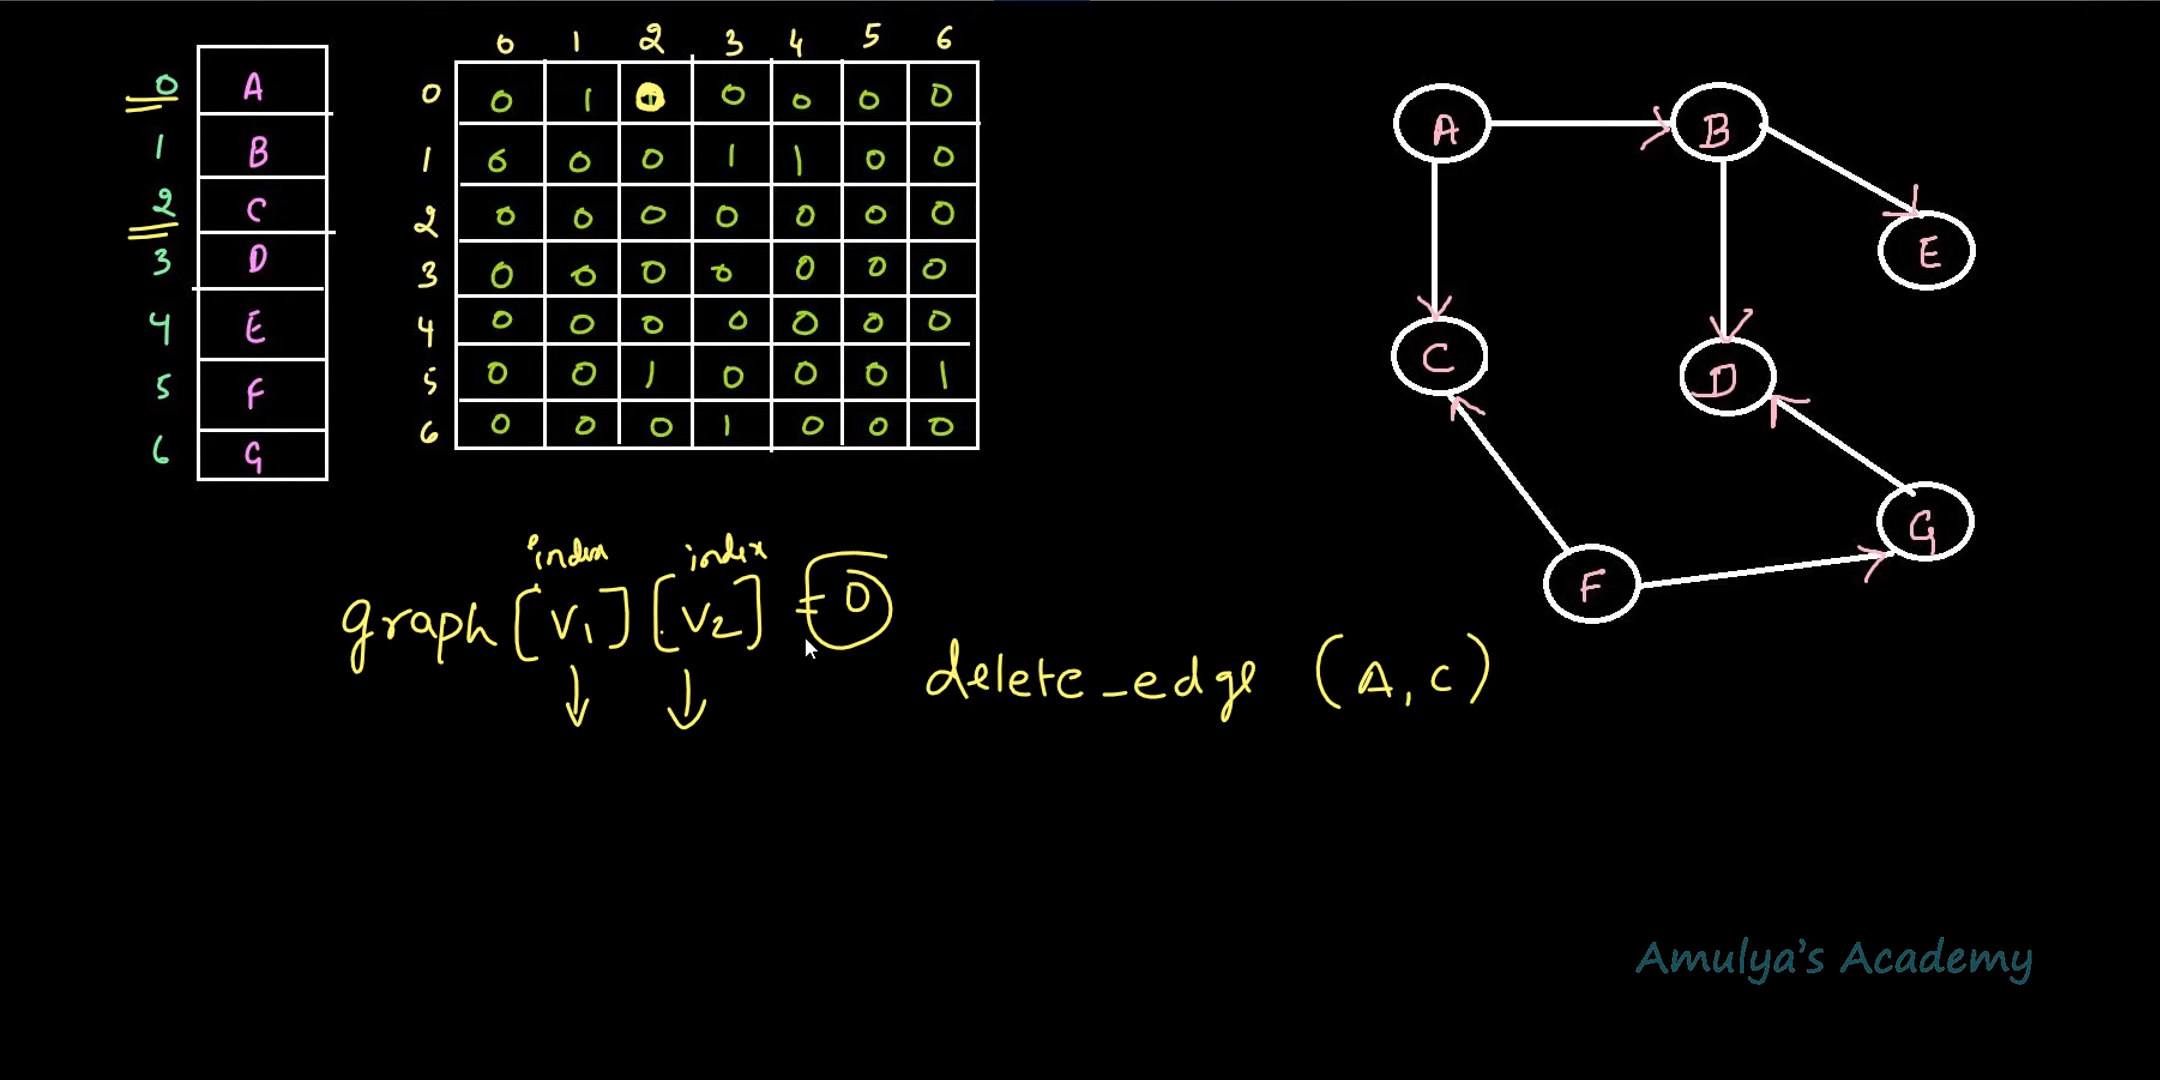 0 1 2 3 4 5 6
0 A
1 B
2 C
3 D
4 E
5 F
6 G
0 0 1 0 0 0 0
1 0 0 0 1 1 0 0
2 0 0 0 0 0 0 0
3 0 0 0 0 0 0 0
4 0 0 0 0 0 0 0
5 0 0 1 0 0 0 1
6 0 0 0 1 0 0 0
A B
E
C D
G
F
index index
graph [V1] [V2] = 0
delete_edge (A, C)
Amulya's Academy